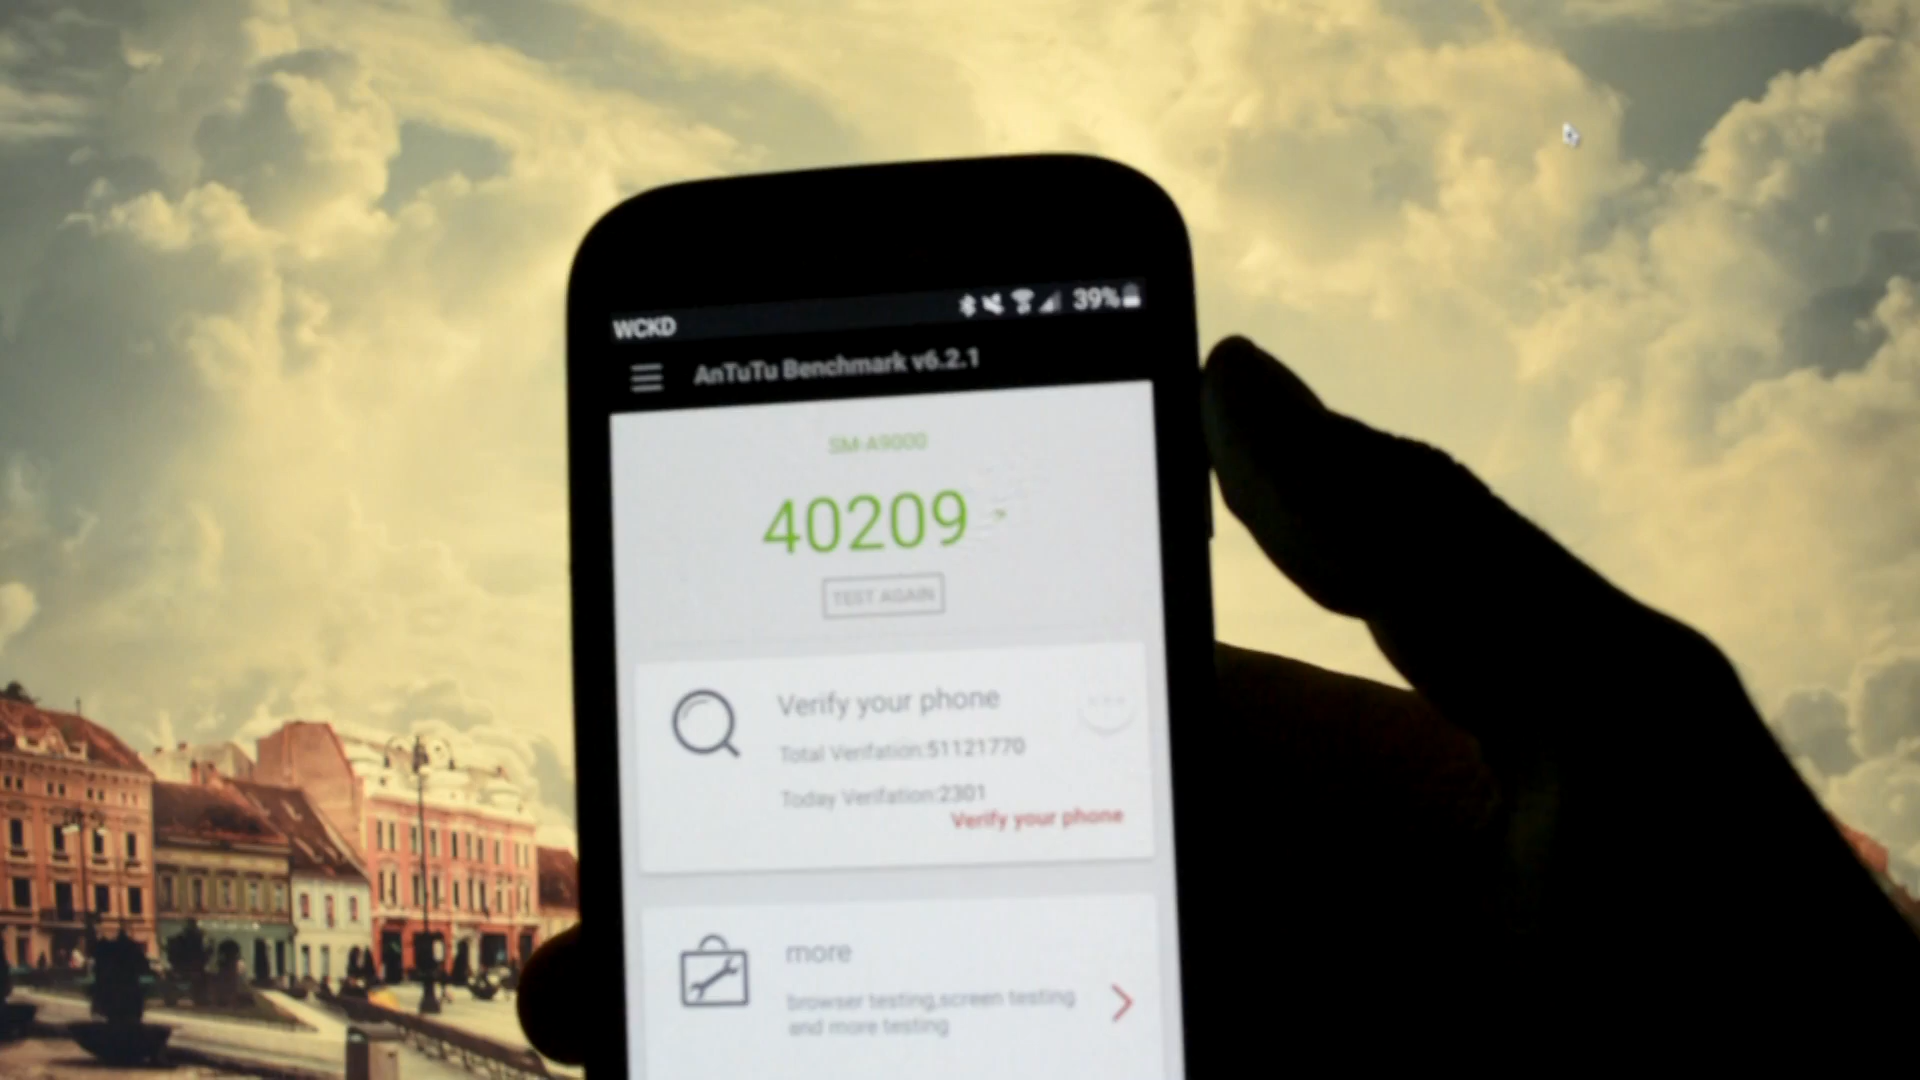 WCKD 39%
AnTuTu Benchmark v6.2.1
SM-A9000
40209
TEST AGAIN
Verify your phone
Total Verifation:51121770
Today Verifation:2301
Verify your phone
more
browser testing,screen testing
and more testing